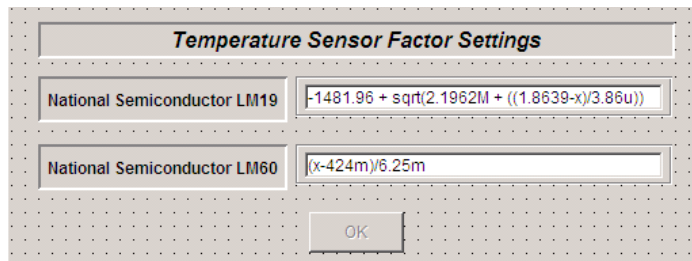 Temperature Sensor Factor Settings
National Semiconductor LM19
-1481.96 + sqrt(2.1962M + ((1.8639-x)/3.86u))
National Semiconductor LM60
(x-424m)/6.25m
OK